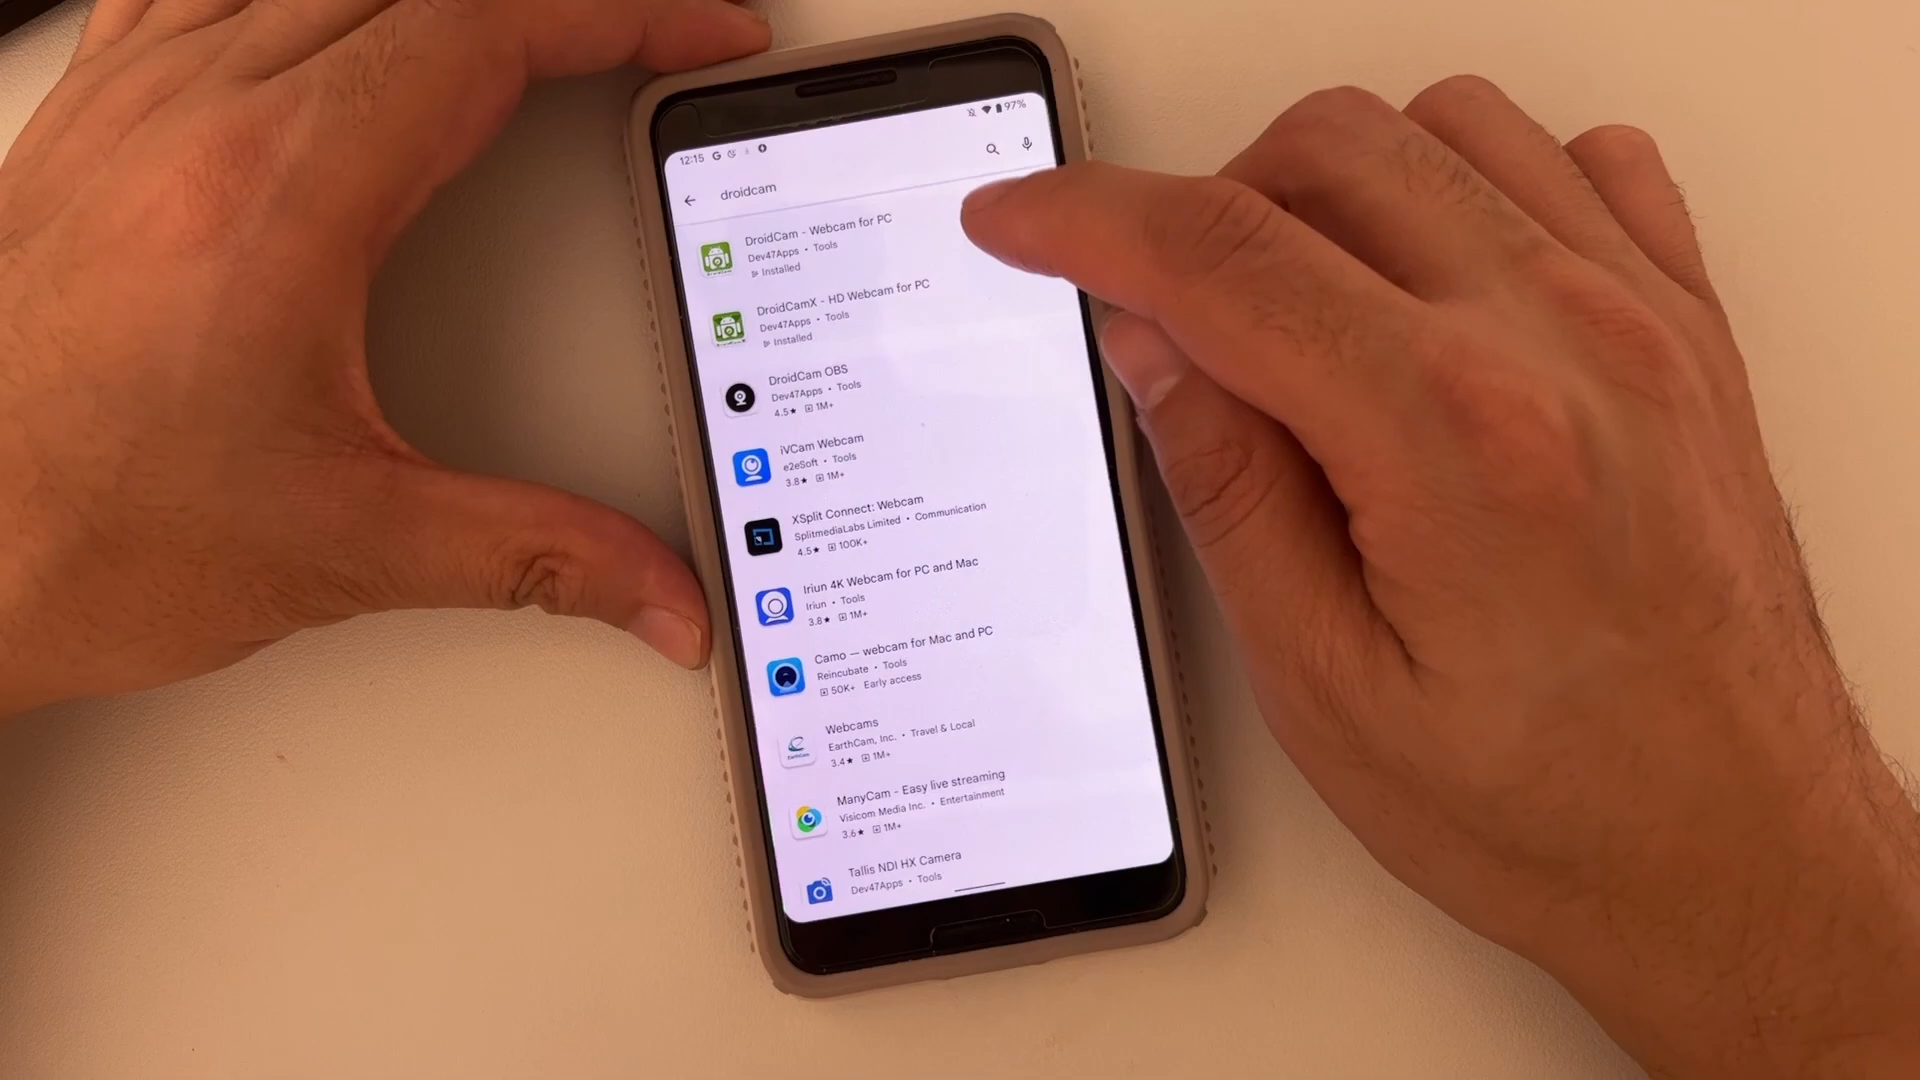 12:15
97%
droidcam
DroidCam - Webcam for PC
Dev47Apps • Tools
Installed
DroidCamX - HD Webcam for PC
Dev47Apps • Tools
Installed
DroidCam OBS
Dev47Apps • Tools
4.5★ 1M+
iVCam Webcam
e2eSoft • Tools
3.8★ 1M+
XSplit Connect: Webcam
SplitmediaLabs Limited • Communication
4.5★ 100K+
Iriun 4K Webcam for PC and Mac
Iriun • Tools
3.8★ 1M+
Camo — webcam for Mac and PC
Reincubate • Tools
50K+ Early access
Webcams
EarthCam, Inc. • Travel & Local
3.4★ 1M+
ManyCam - Easy live streaming
Visicom Media Inc. • Entertainment
3.6★ 1M+
Tallis NDI HX Camera
Dev47Apps • Tools